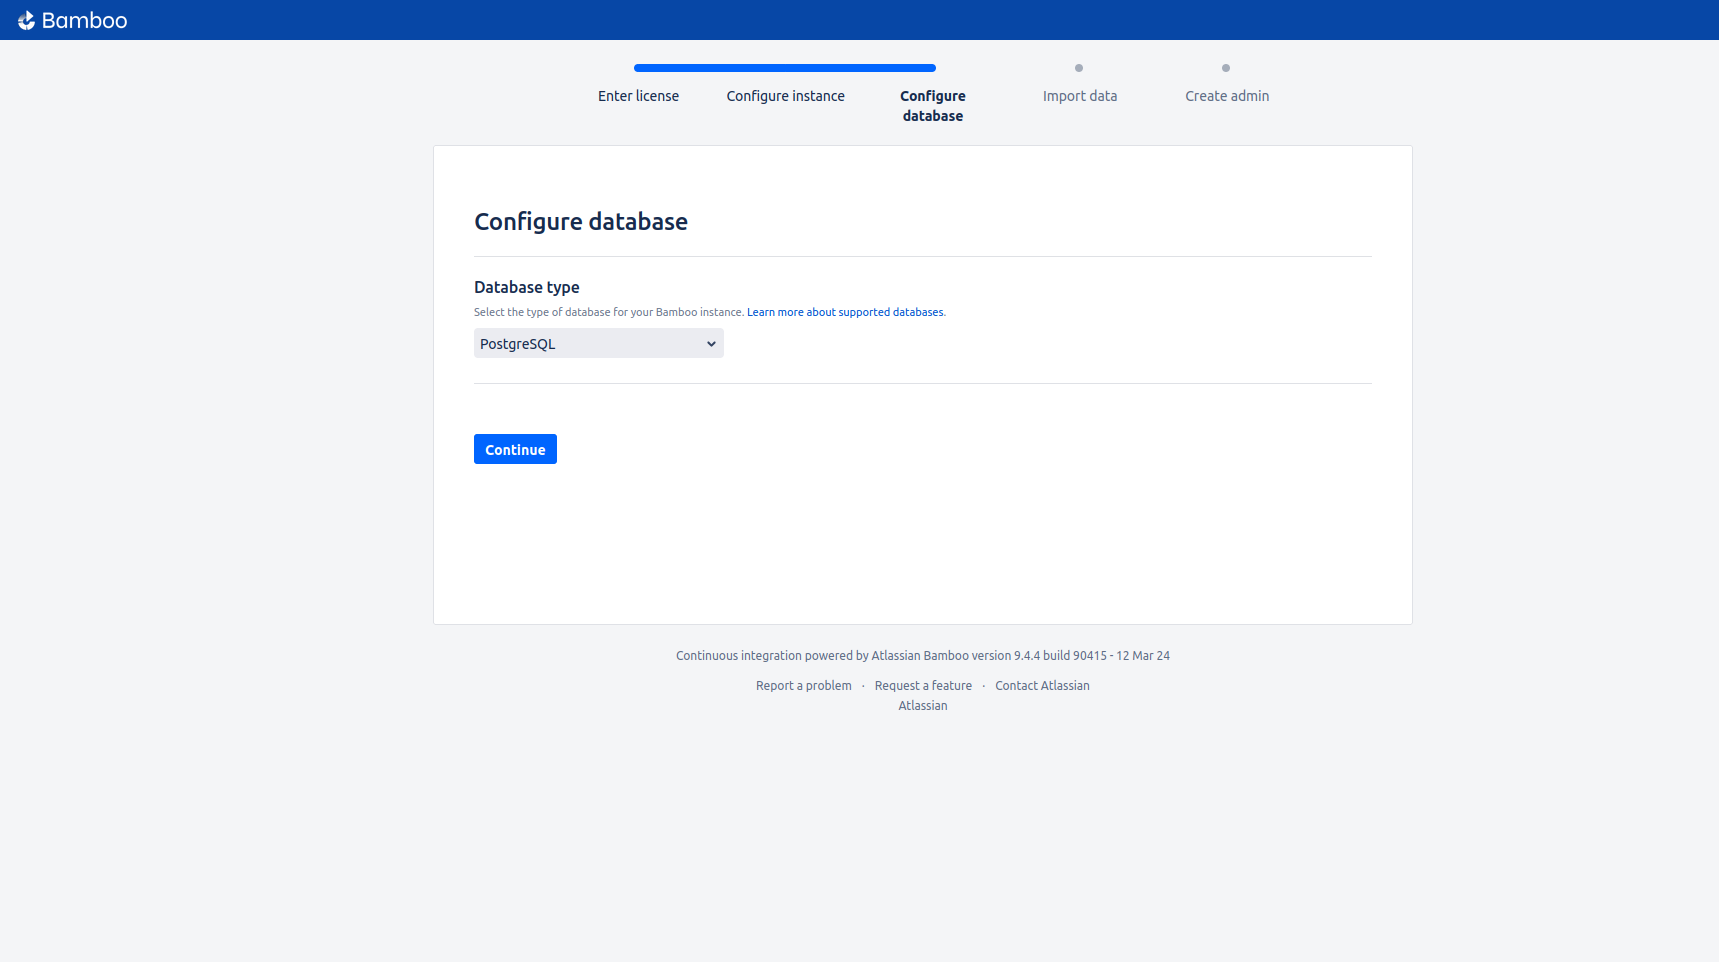 Bamboo
Enter license
Configure instance
Configure
database
Import data
Create admin
Configure database
Database type
Select the type of database for your Bamboo instance. Learn more about supported databases.
PostgreSQL
Continue
Continuous integration powered by Atlassian Bamboo version 9.4.4 build 90415 - 12 Mar 24
Report a problem · Request a feature · Contact Atlassian
Atlassian